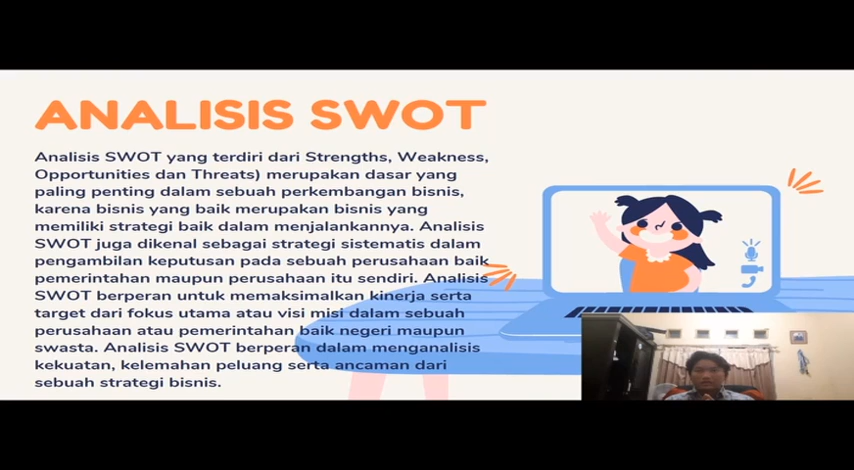 ANALISIS SWOT
Analisis SWOT yang terdiri dari Strengths, Weakness,
Opportunities dan Threats) merupakan dasar yang
paling penting dalam sebuah perkembangan bisnis,
karena bisnis yang baik merupakan bisnis yang
memiliki strategi baik dalam menjalankannya. Analisis
SWOT juga dikenal sebagai strategi sistematis dalam
pengambilan keputusan pada sebuah perusahaan baik
pemerintahan maupun perusahaan itu sendiri. Analisis
SWOT berperan untuk memaksimalkan kinerja serta
target dari fokus utama atau visi misi dalam sebuah
perusahaan atau pemerintahan baik negeri maupun
swasta. Analisis SWOT berperan dalam menganalisis
kekuatan, kelemahan peluang serta ancaman dari
sebuah strategi bisnis.